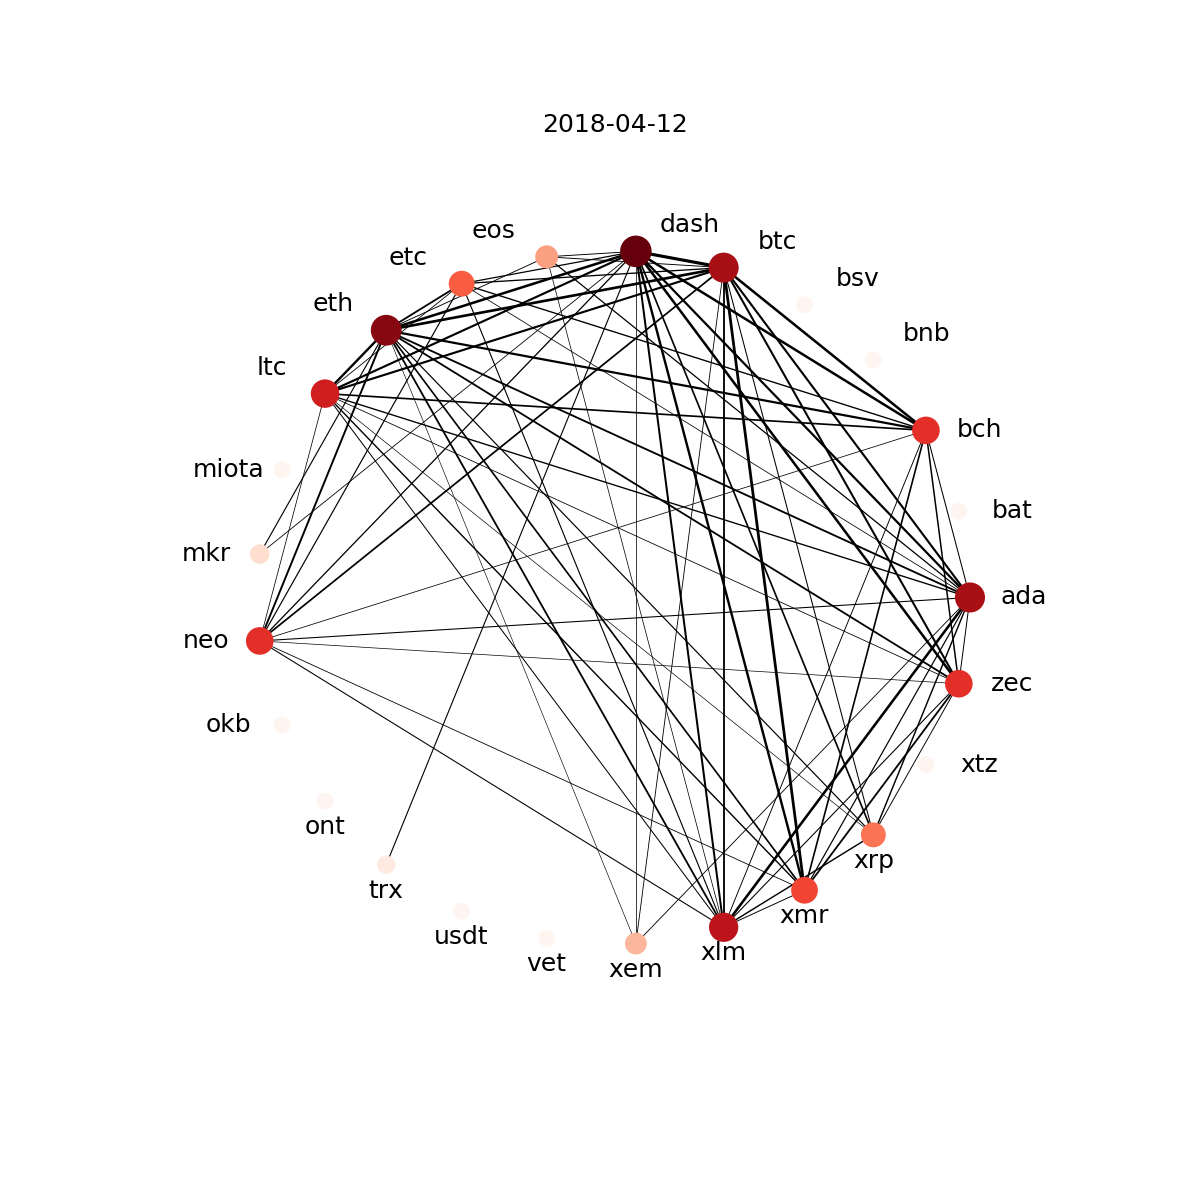 2018-04-12
dash
eos
btc
etc
bsv
eth
bnb
ltc
bch
miota
bat
mkr
ada
neo
zec
okb
xtz
ont
xrp
trx
xmr
usdt
xlm
vet
xem